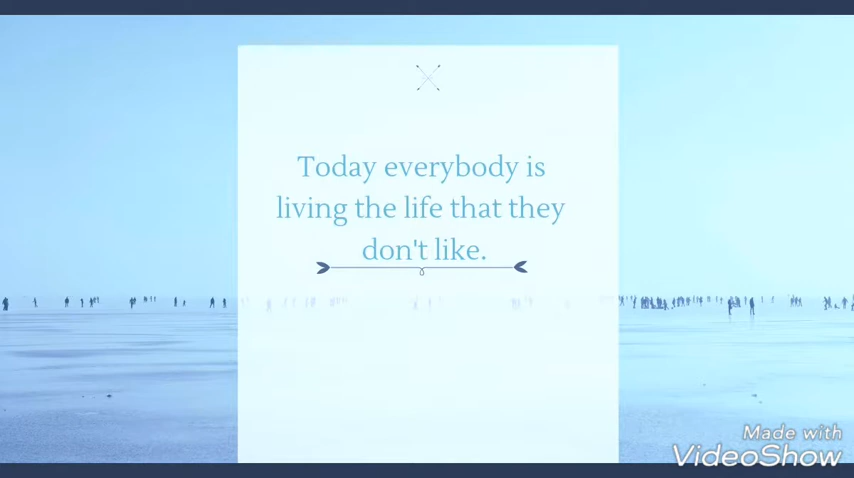 Today everybody is
living the life that they
don't like.
Made with
VideoShow